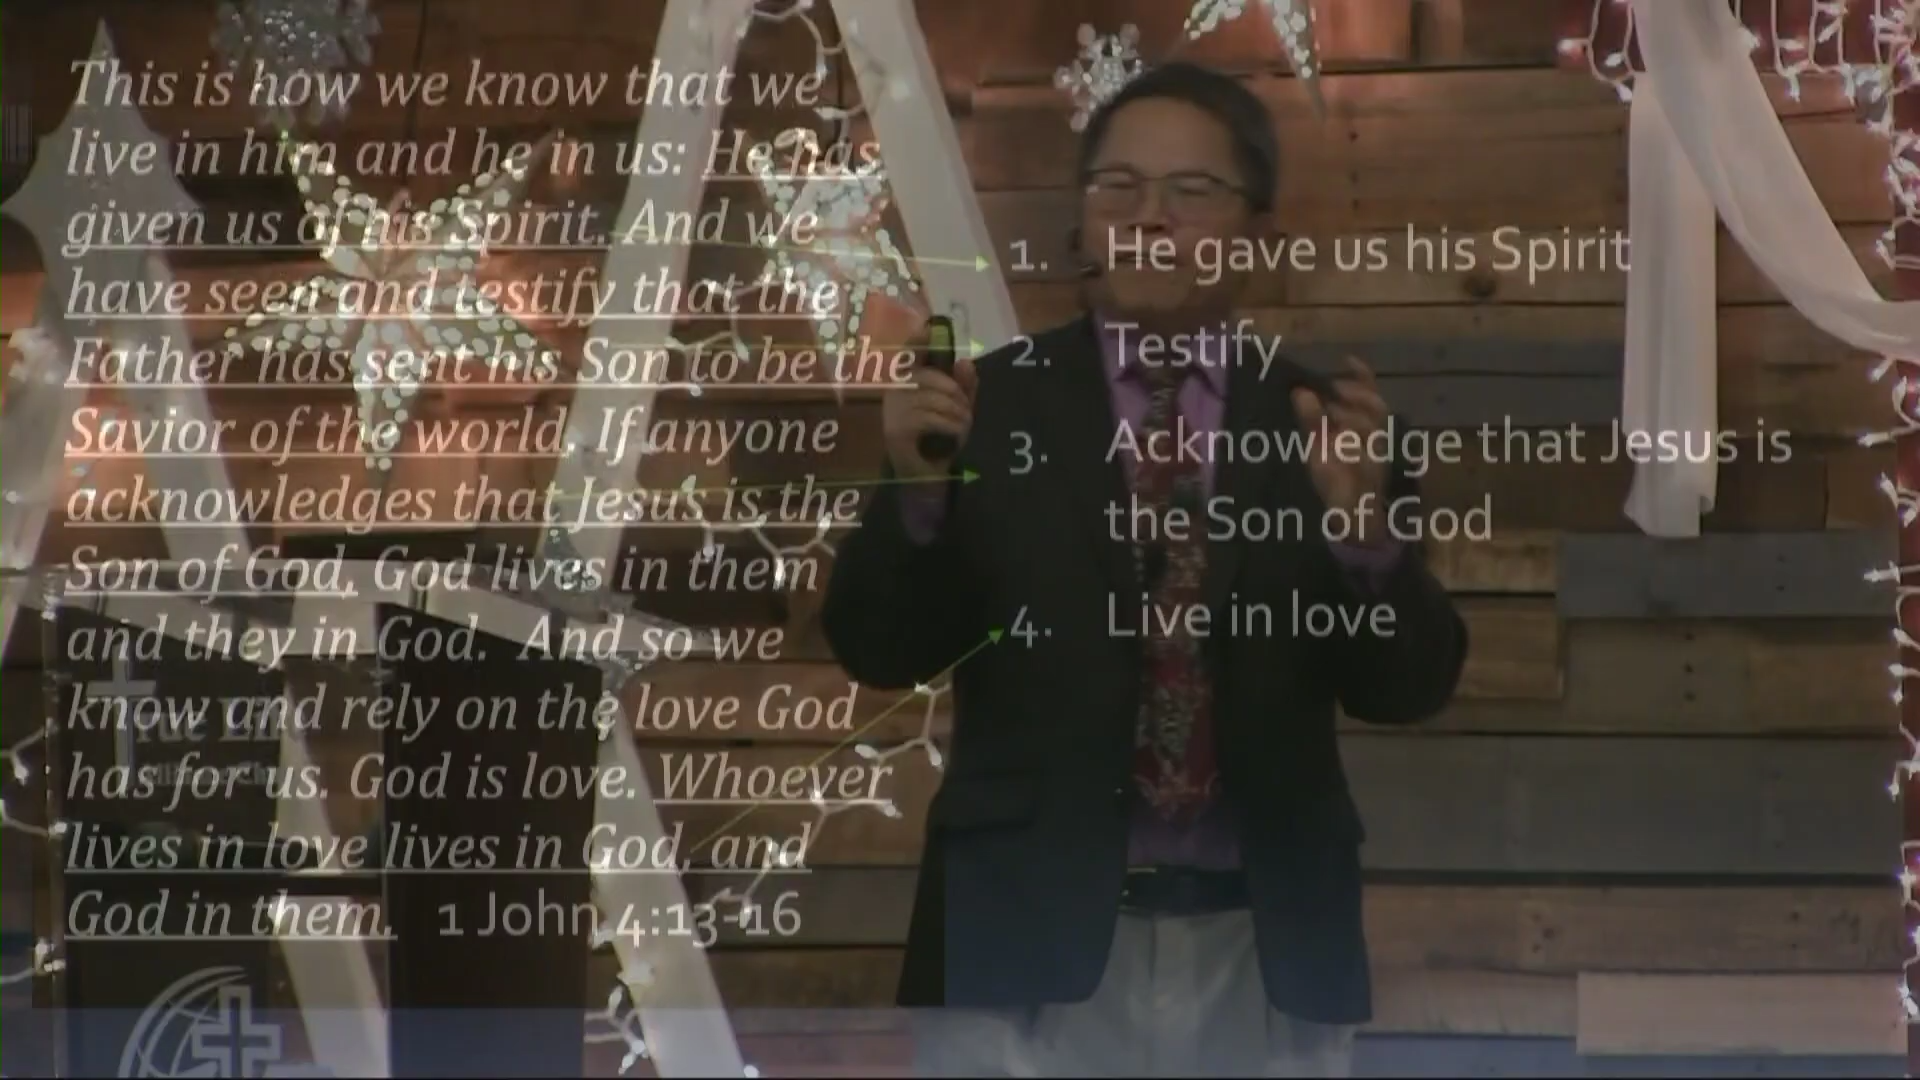 This is how we know that we
live in him and he in us: He has
given us of his Spirit. And we
have seen and testify that the
Father has sent his Son to be the
Savior of the world. If anyone
acknowledges that Jesus is the
Son of God, God lives in them
and they in God. And so we
know and rely on the love God
has for us. God is love. Whoever
lives in love lives in God, and
God in them. 1 John 4:13-16
1. He gave us his Spirit
2. Testify
3. Acknowledge that Jesus is
the Son of God
4. Live in love